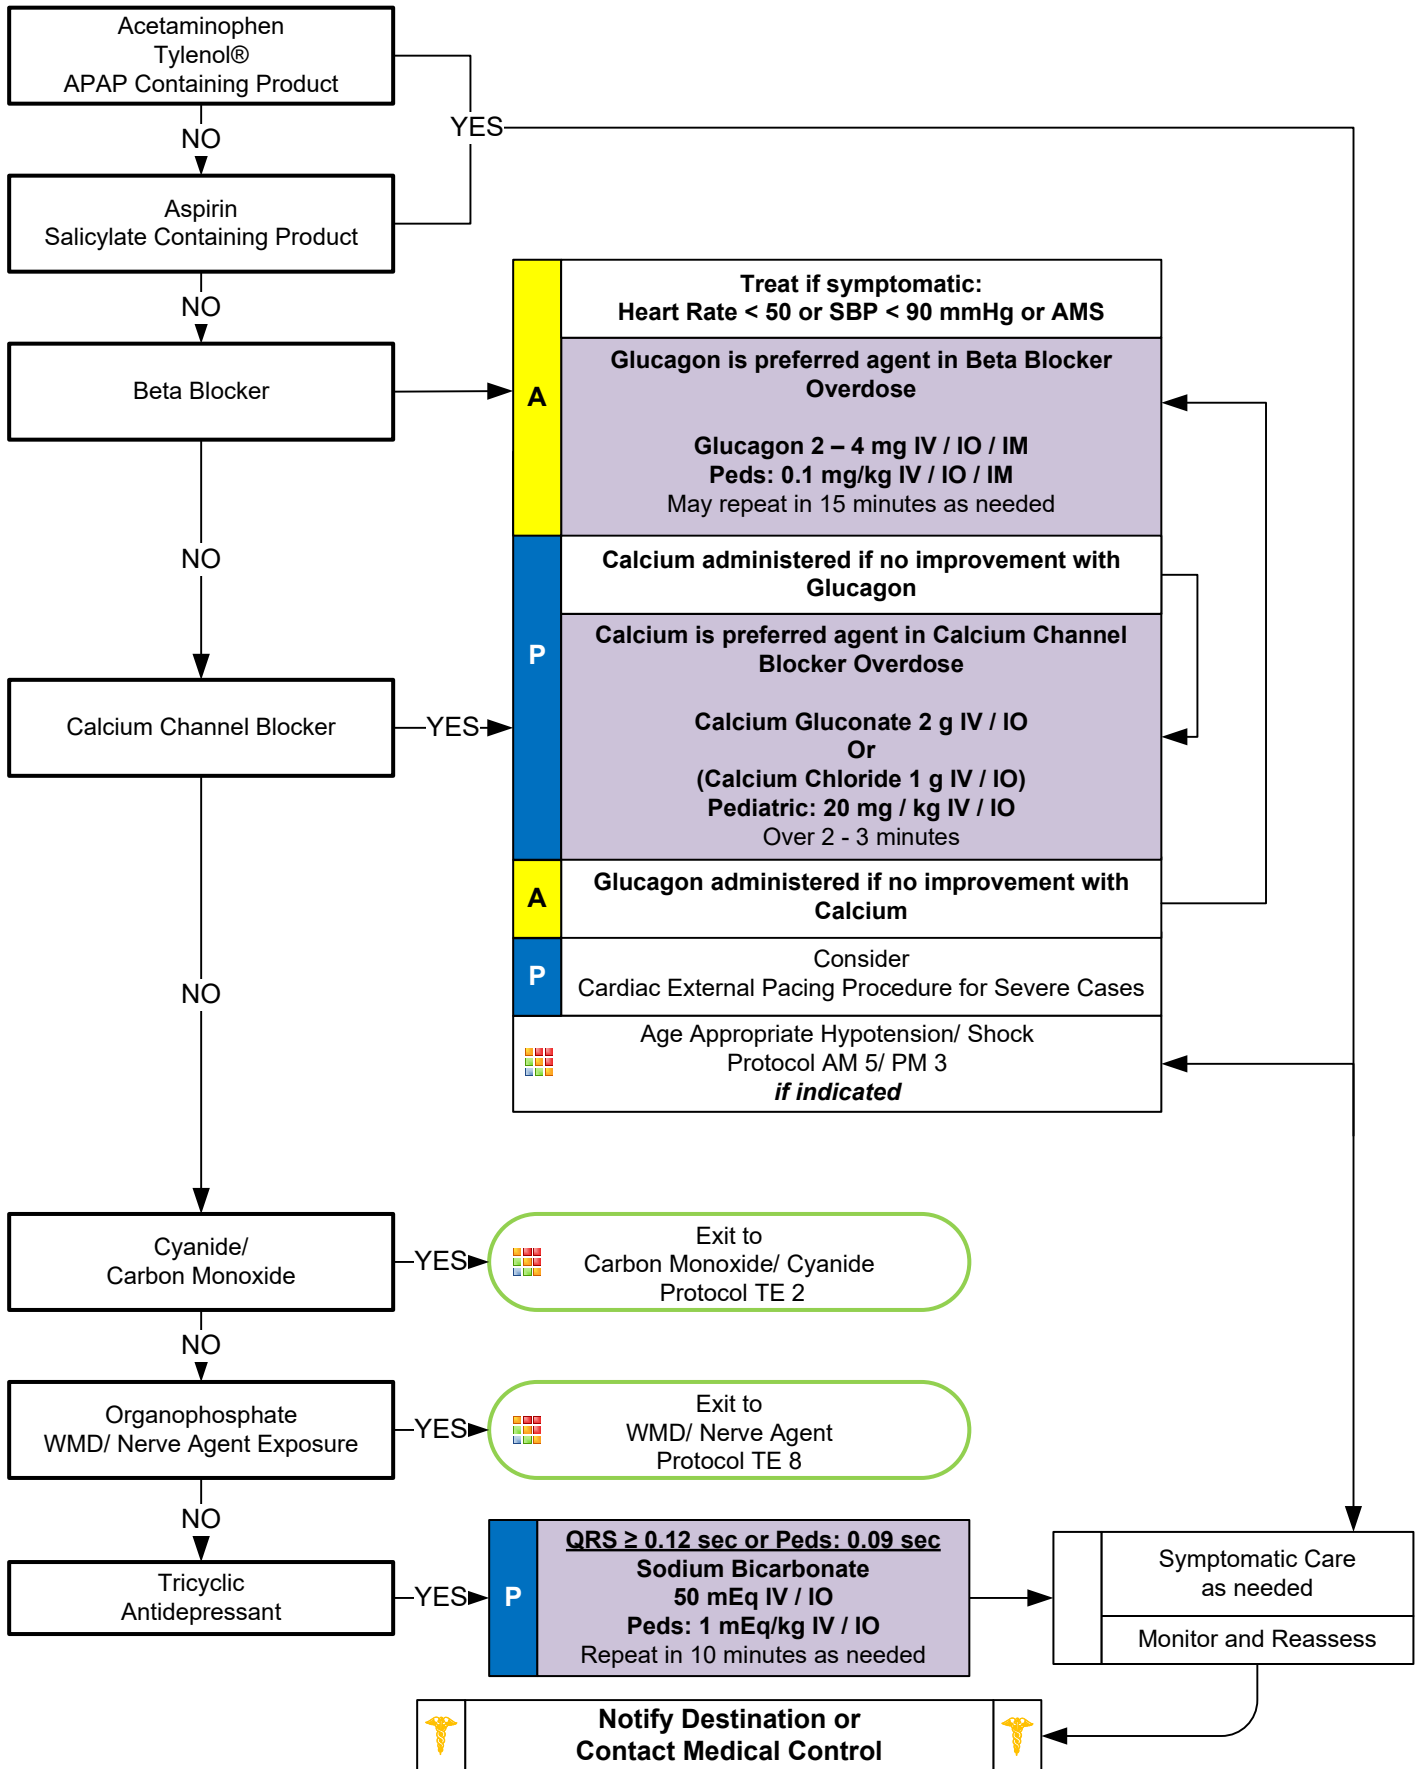 Acetaminophen
Tylenol®
APAP Containing Product
NO
YES
Aspirin
Salicylate Containing Product
NO
Beta Blocker
A
Treat if symptomatic:
Heart Rate < 50 or SBP < 90 mmHg or AMS
Glucagon is preferred agent in Beta Blocker
Overdose
Glucagon 2 – 4 mg IV / IO / IM
Peds: 0.1 mg/kg IV / IO / IM
May repeat in 15 minutes as needed
NO
P
Calcium administered if no improvement with
Glucagon
Calcium is preferred agent in Calcium Channel
Blocker Overdose
Calcium Gluconate 2 g IV / IO
Or
(Calcium Chloride 1 g IV / IO)
Pediatric: 20 mg / kg IV / IO
Over 2 - 3 minutes
Calcium Channel Blocker
YES
A
Glucagon administered if no improvement with
Calcium
P
Consider
Cardiac External Pacing Procedure for Severe Cases
Age Appropriate Hypotension/ Shock
Protocol AM 5/ PM 3
if indicated
NO
Cyanide/
Carbon Monoxide
YES
Exit to
Carbon Monoxide/ Cyanide
Protocol TE 2
NO
Organophosphate
WMD/ Nerve Agent Exposure
YES
Exit to
WMD/ Nerve Agent
Protocol TE 8
NO
Tricyclic
Antidepressant
YES
P
QRS ≥ 0.12 sec or Peds: 0.09 sec
Sodium Bicarbonate
50 mEq IV / IO
Peds: 1 mEq/kg IV / IO
Repeat in 10 minutes as needed
Symptomatic Care
as needed
Monitor and Reassess
Notify Destination or
Contact Medical Control